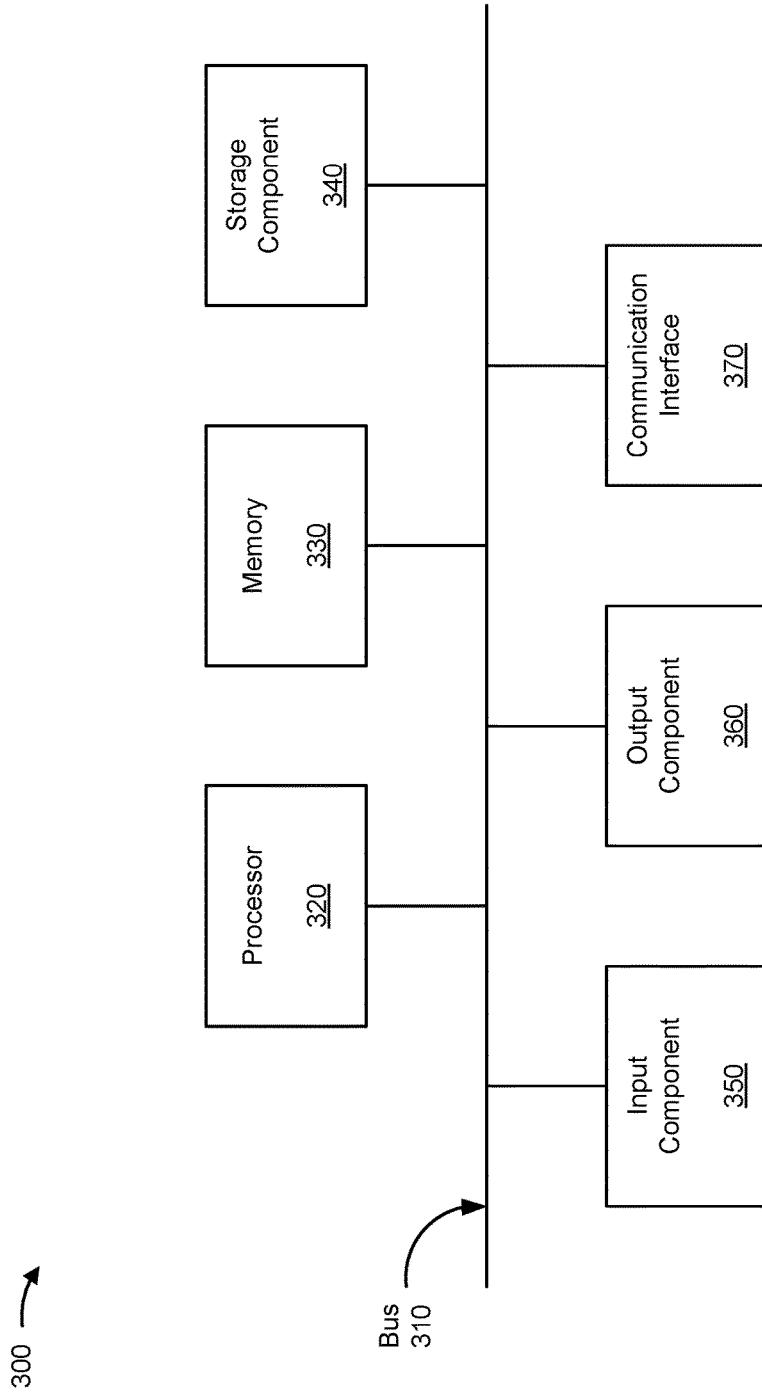 300
Bus
310
Processor
320
Memory
330
Storage
Component
340
Input
Component
350
Output
Component
360
Communication
Interface
370